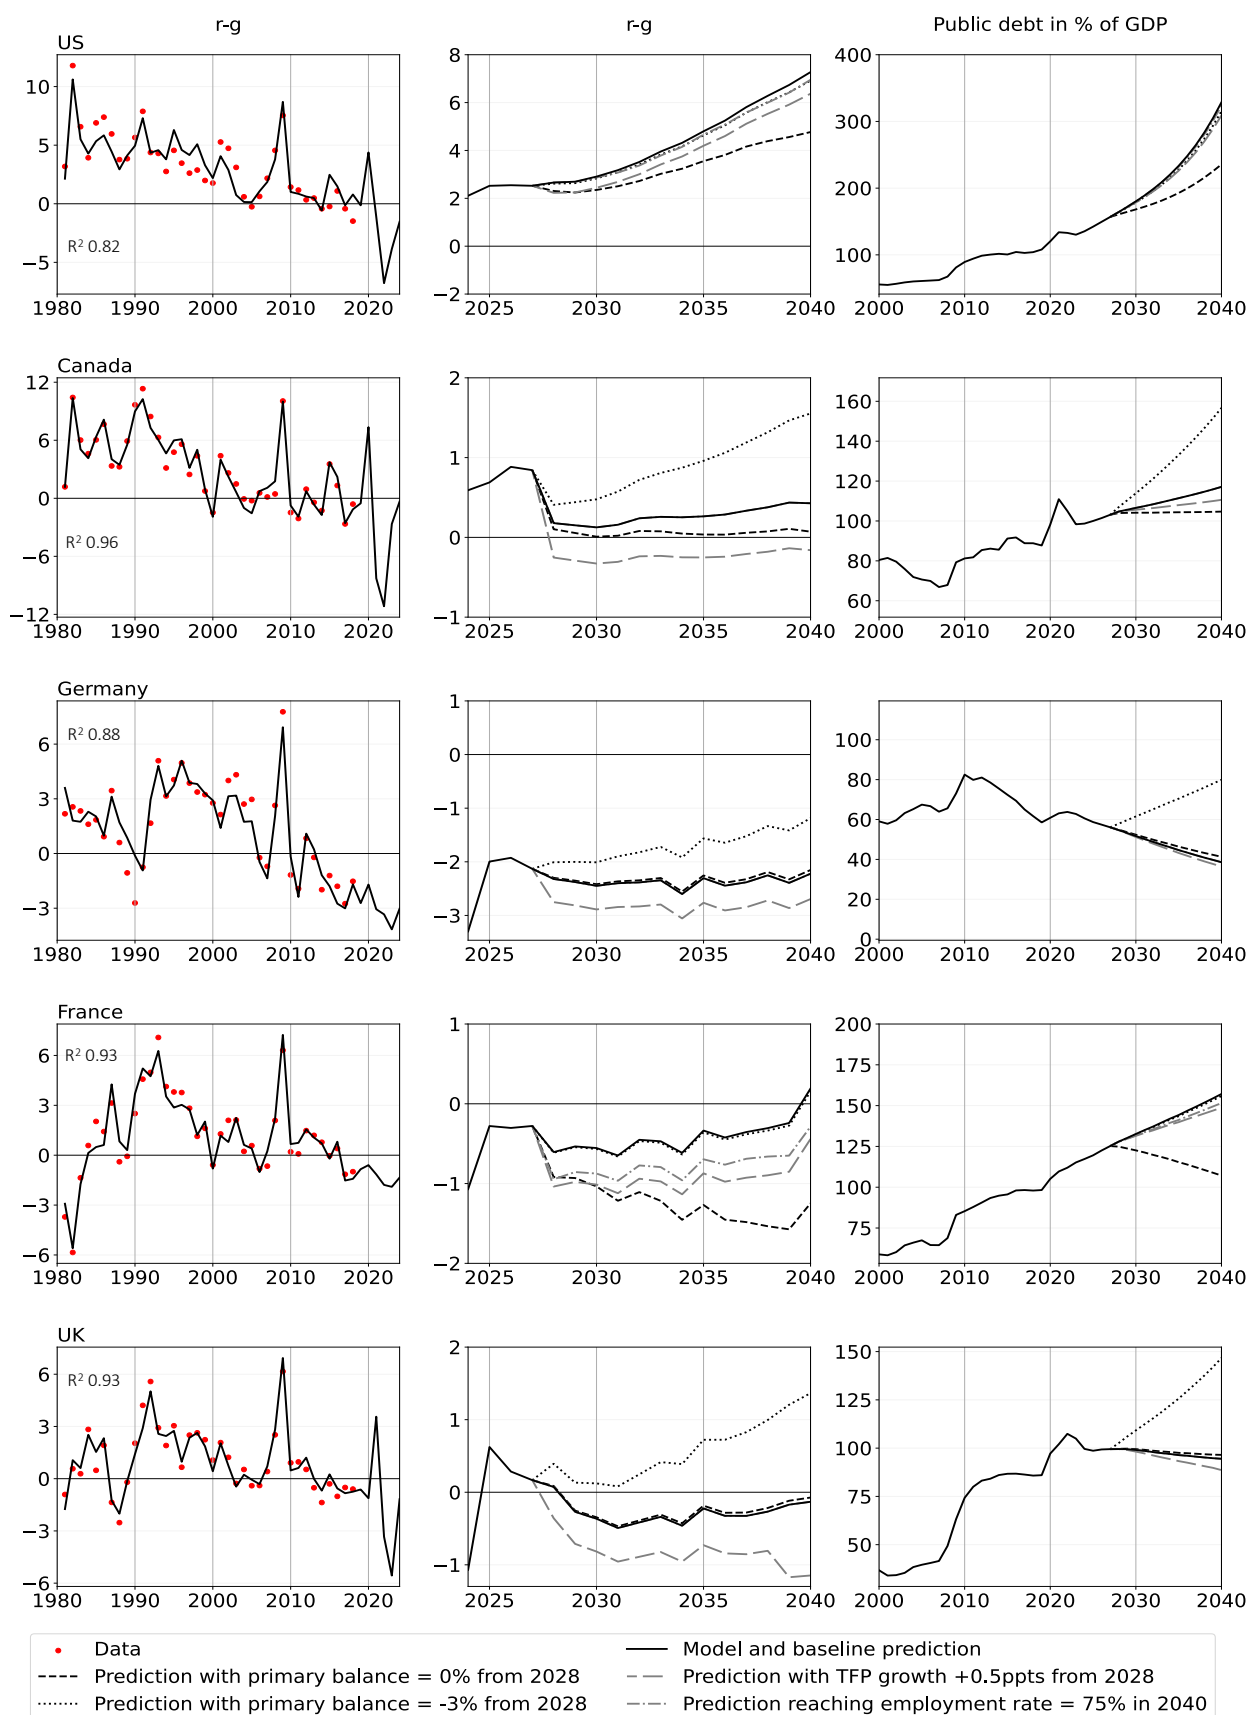 r-g
r-g
Public debt in % of GDP
US
10
5
0
−5
R² 0.82
1980 1990 2000 2010 2020
8
6
4
2
0
−2
2025 2030 2035 2040
400
300
200
100
2000 2010 2020 2030 2040
Canada
12
6
0
−6
−12
R² 0.96
1980 1990 2000 2010 2020
2
1
0
−1
2025 2030 2035 2040
160
140
120
100
80
60
2000 2010 2020 2030 2040
Germany
R² 0.88
6
3
0
−3
1980 1990 2000 2010 2020
1
0
−1
−2
−3
2025 2030 2035 2040
100
80
60
40
20
0
2000 2010 2020 2030 2040
France
R² 0.93
6
3
0
−3
−6
1980 1990 2000 2010 2020
1
0
−1
−2
2025 2030 2035 2040
200
175
150
125
100
75
2000 2010 2020 2030 2040
UK
R² 0.93
6
3
0
−3
−6
1980 1990 2000 2010 2020
2
1
0
−1
2025 2030 2035 2040
150
125
100
75
50
2000 2010 2020 2030 2040
Data
Prediction with primary balance = 0% from 2028
Prediction with primary balance = -3% from 2028
Model and baseline prediction
Prediction with TFP growth +0.5ppts from 2028
Prediction reaching employment rate = 75% in 2040